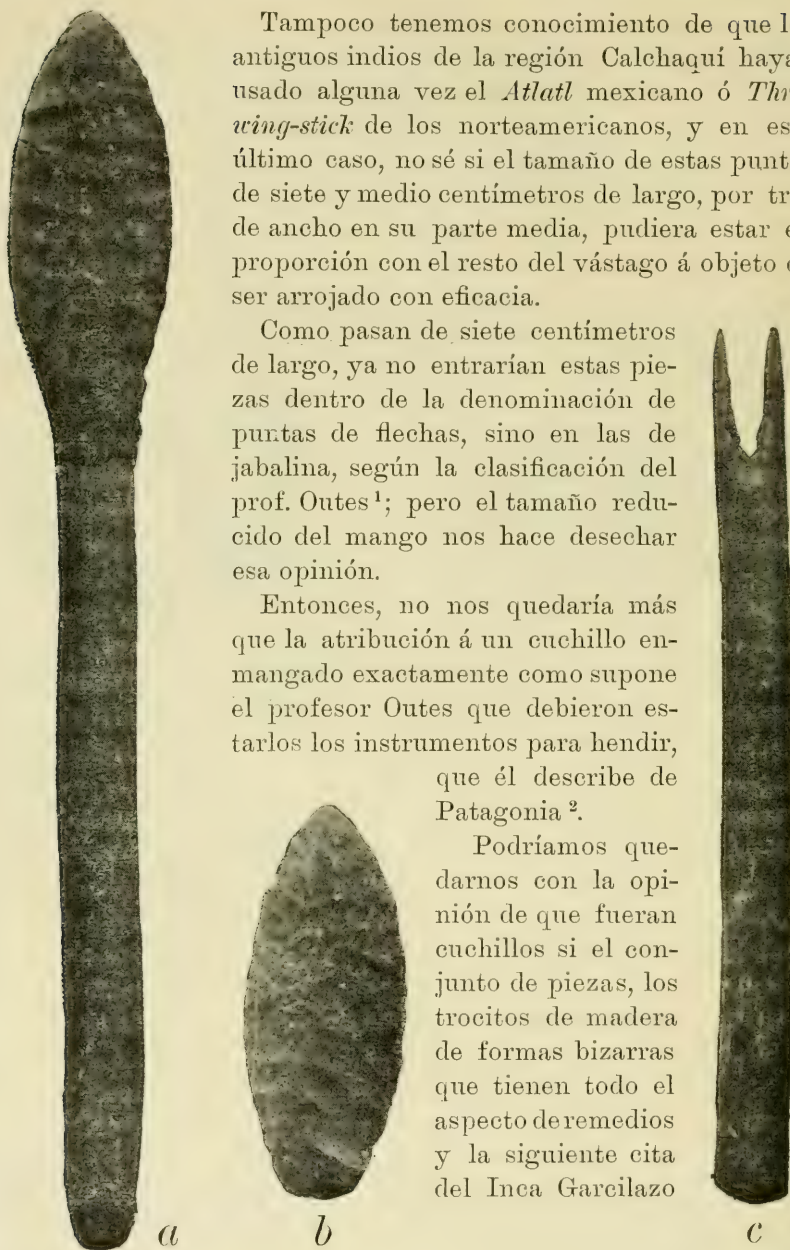 Tampoco tenemos conocimiento de que l
antiguos indios de la región Calchaquí haya
usado alguna vez el Atlatl mexicano ó Thr
wing-stick de los norteamericanos, y en es
último caso, no sé si el tamaño de estas punt
de siete y medio centímetros de largo, por tr
de ancho en su parte media, pudiera estar e
proporción con el resto del vástago á objeto
ser arrojado con eficacia.
Como pasan de siete centímetros
de largo, ya no entrarían estas pie-
zas dentro de la denominación de
puntas de flechas, sino en las de
jabalina, según la clasificación del
prof. Outes ¹; pero el tamaño redu-
cido del mango nos hace desechar
esa opinión.
Entonces, no nos quedaría más
que la atribución á un cuchillo en-
mangado exactamente como supone
el profesor Outes que debieron es-
tarlos los instrumentos para hendir,
que él describe de
Patagonia ².
Podríamos que-
darnos con la opi-
nión de que fueran
cuchillos si el con-
junto de piezas, los
trocitos de madera
de formas bizarras
que tienen todo el
aspecto de remedios
y la siguiente cita
del Inca Garcilazo
a b c